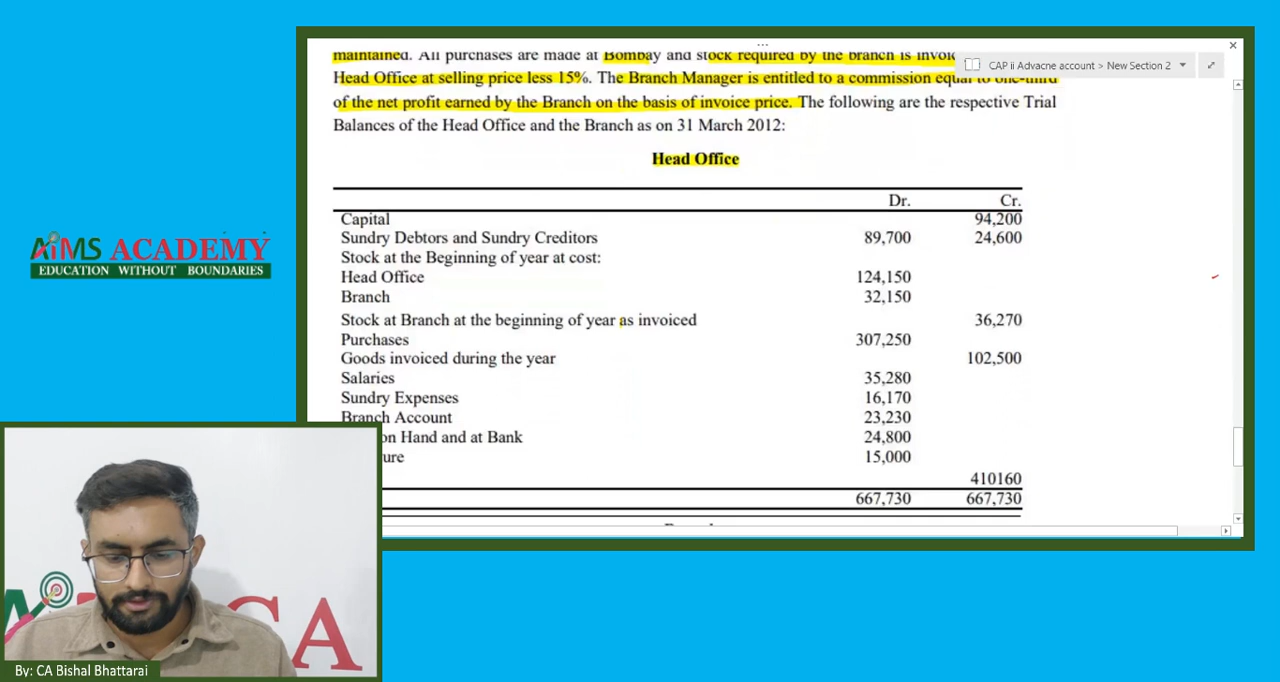 maintained. All purchases are made at Bombay and stock required by the branch is
Head Office at selling price less 15%. The Branch Manager is entitled to a commission equal to one-third
of the net profit earned by the Branch on the basis of invoice price. The following are the respective Trial
Balances of the Head Office and the Branch as on 31 March 2012:
CAP ii Advacne account > New Section 2
Head Office
Dr. Cr.
Capital 94,200
Sundry Debtors and Sundry Creditors 89,700 24,600
Stock at the Beginning of year at cost:
Head Office 124,150
Branch 32,150
Stock at Branch at the beginning of year as invoiced 36,270
Purchases 307,250
Goods invoiced during the year 102,500
Salaries 35,280
Sundry Expenses 16,170
Branch Account 23,230
on Hand and at Bank 24,800
ure 15,000
410160
667,730 667,730
AIMS ACADEMY
EDUCATION WITHOUT BOUNDARIES
CA
By: CA Bishal Bhattarai